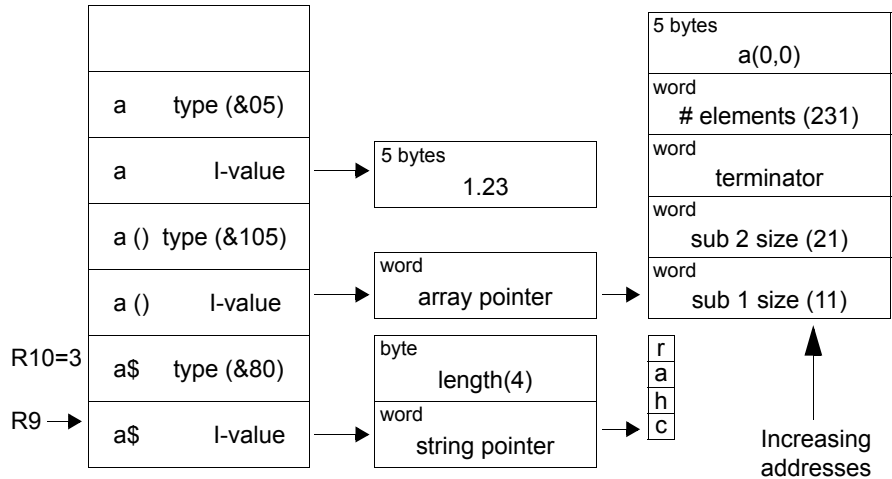 a type (&05)
a l-value
a () type (&105)
a () l-value
R10=3
a$ type (&80)
R9
a$ l-value
5 bytes
1.23
word
array pointer
byte
length(4)
word
string pointer
5 bytes
a(0,0)
word
# elements (231)
word
terminator
word
sub 2 size (21)
word
sub 1 size (11)
r
a
h
c
Increasing
addresses